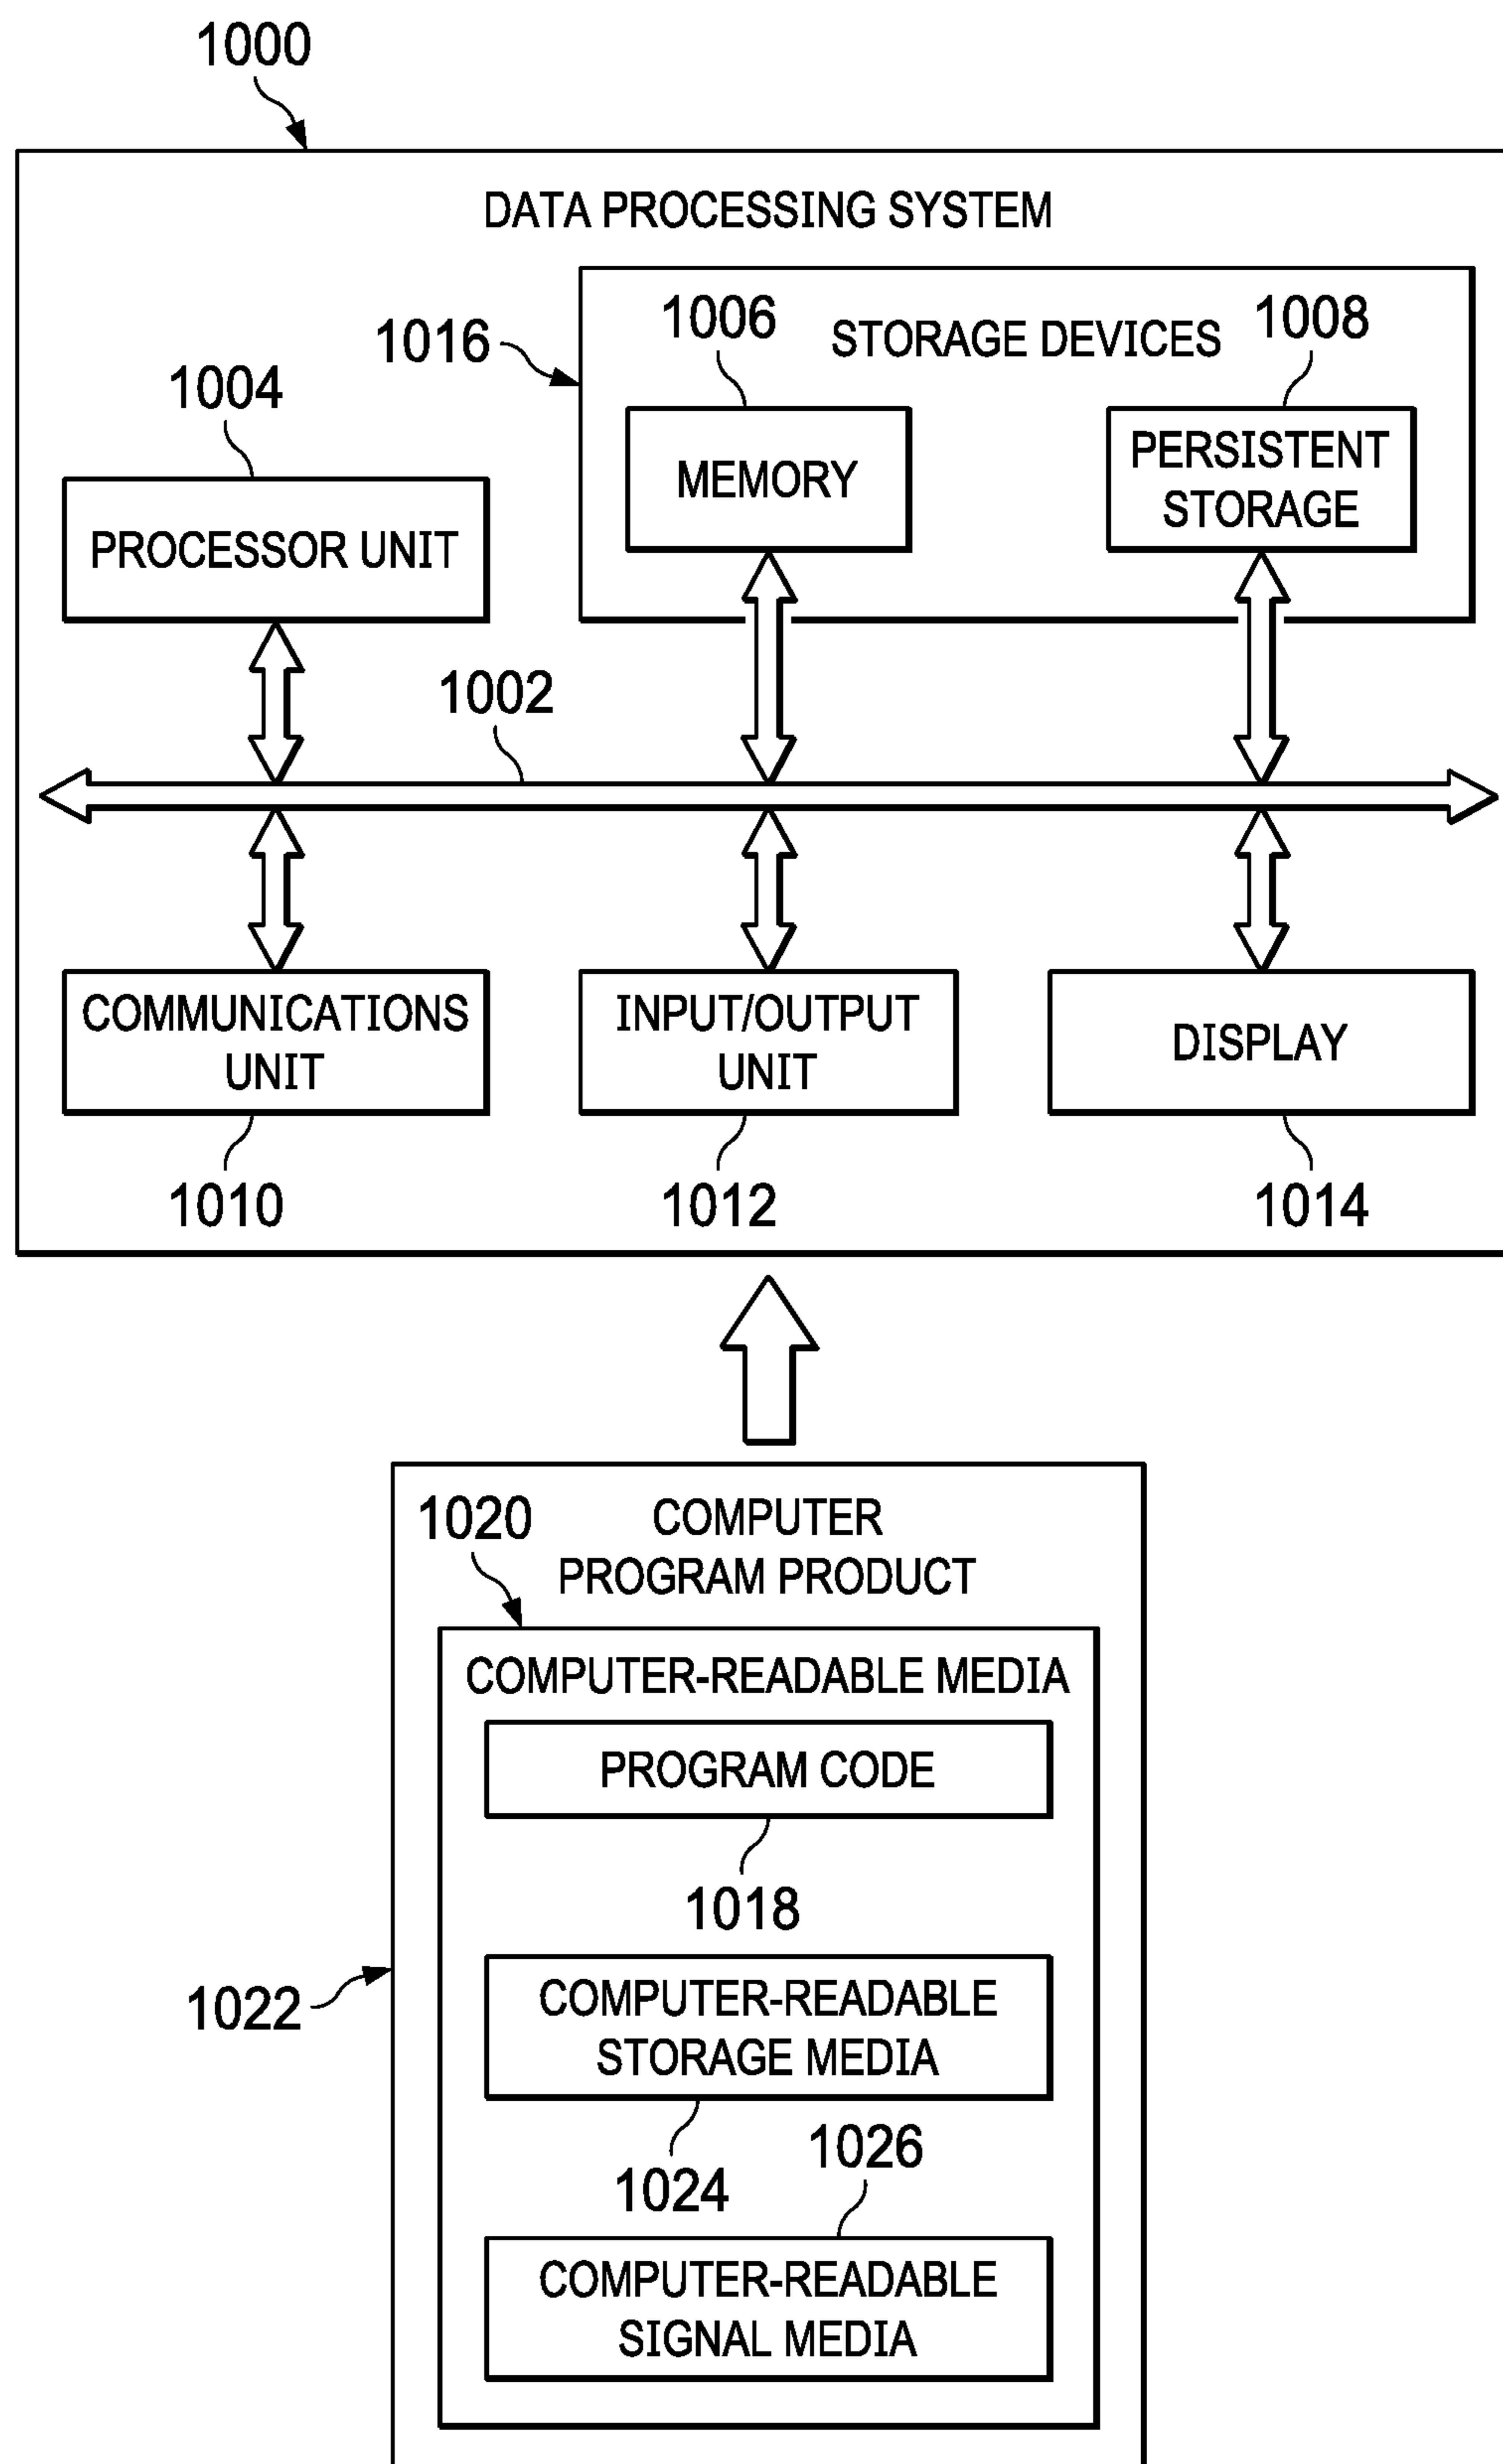 1000
DATA PROCESSING SYSTEM
1016
1006
STORAGE DEVICES
1008
1004
MEMORY
PERSISTENT
STORAGE
PROCESSOR UNIT
1002
COMMUNICATIONS
UNIT
INPUT/OUTPUT
UNIT
DISPLAY
1010
1012
1014
1020
COMPUTER
PROGRAM PRODUCT
COMPUTER-READABLE MEDIA
PROGRAM CODE
1018
1022
COMPUTER-READABLE
STORAGE MEDIA
1024
1026
COMPUTER-READABLE
SIGNAL MEDIA